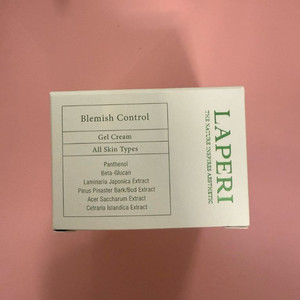 Blemish Control
Gel Cream
All Skin Types
Panthenol
Beta-Glucan
Laminaria Japonica Extract
Pinus Pinaster Bark/Bud Extract
Acer Saccharum Extract
Cetraria Islandica Extract
LAPERI
THE NATURE INSPIRES AESTHETIC